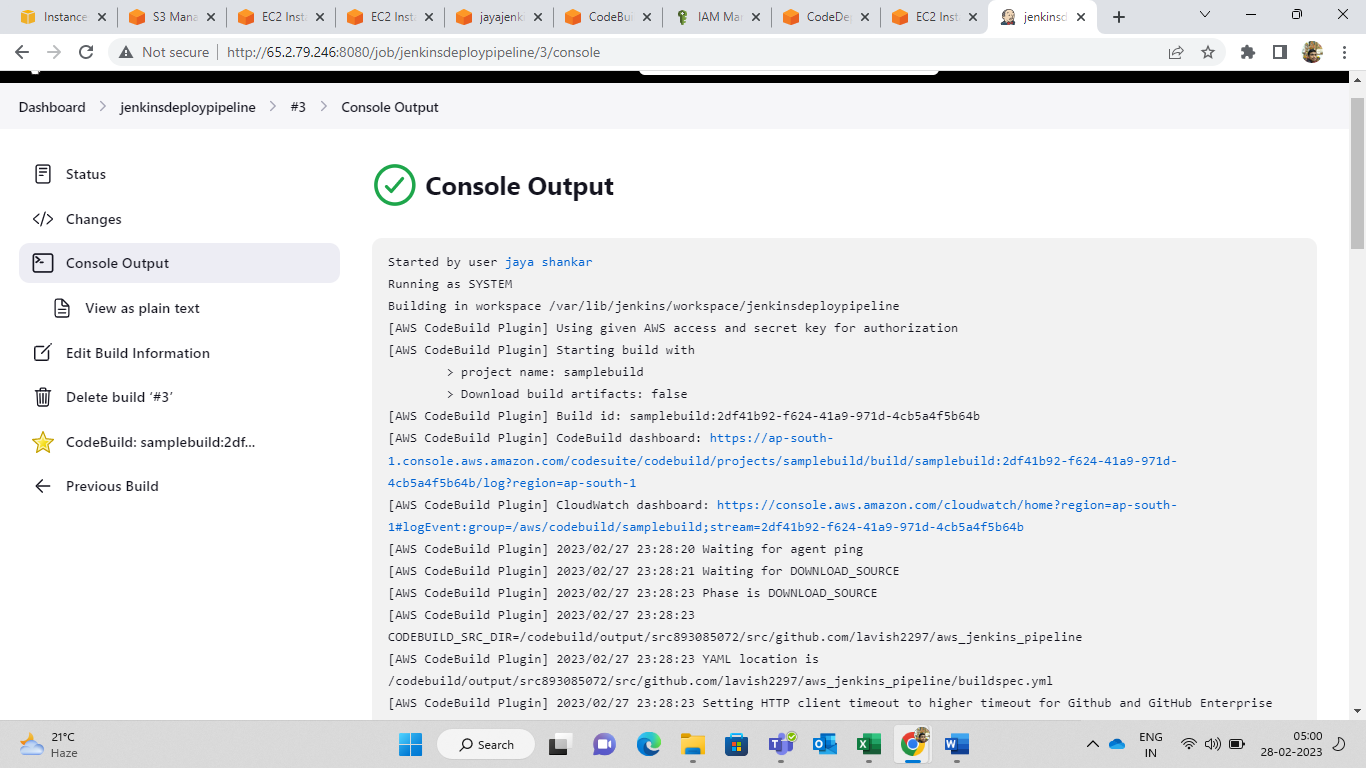 Instance
S3 Mana
EC2 Inst
EC2 Inst
jayajenk
CodeBui
IAM Ma
CodeDep
EC2 Inst
jenkinsd
Not secure
http://65.2.79.246:8080/job/jenkinsdeploypipeline/3/console
Dashboard > jenkinsdeploypipeline > #3 > Console Output
Status
Changes
Console Output
View as plain text
Edit Build Information
Delete build ‘#3’
CodeBuild: samplebuild:2df...
Previous Build
Console Output
Started by user jaya shankar
Running as SYSTEM
Building in workspace /var/lib/jenkins/workspace/jenkinsdeploypipeline
[AWS CodeBuild Plugin] Using given AWS access and secret key for authorization
[AWS CodeBuild Plugin] Starting build with
> project name: samplebuild
> Download build artifacts: false
[AWS CodeBuild Plugin] Build id: samplebuild:2df41b92-f624-41a9-971d-4cb5a4f5b64b
[AWS CodeBuild Plugin] CodeBuild dashboard: https://ap-south-
1.console.aws.amazon.com/codesuite/codebuild/projects/samplebuild/build/samplebuild:2df41b92-f624-41a9-971d-
4cb5a4f5b64b/log?region=ap-south-1
[AWS CodeBuild Plugin] CloudWatch dashboard: https://console.aws.amazon.com/cloudwatch/home?region=ap-south-
1#logEvent:group=/aws/codebuild/samplebuild;stream=2df41b92-f624-41a9-971d-4cb5a4f5b64b
[AWS CodeBuild Plugin] 2023/02/27 23:28:20 Waiting for agent ping
[AWS CodeBuild Plugin] 2023/02/27 23:28:21 Waiting for DOWNLOAD_SOURCE
[AWS CodeBuild Plugin] 2023/02/27 23:28:23 Phase is DOWNLOAD_SOURCE
[AWS CodeBuild Plugin] 2023/02/27 23:28:23
CODEBUILD_SRC_DIR=/codebuild/output/src893085072/src/github.com/lavish2297/aws_jenkins_pipeline
[AWS CodeBuild Plugin] 2023/02/27 23:28:23 YAML location is
/codebuild/output/src893085072/src/github.com/lavish2297/aws_jenkins_pipeline/buildspec.yml
[AWS CodeBuild Plugin] 2023/02/27 23:28:23 Setting HTTP client timeout to higher timeout for Github and GitHub Enterprise
21°C
Haze
Search
ENG
IN
05:00
28-02-2023